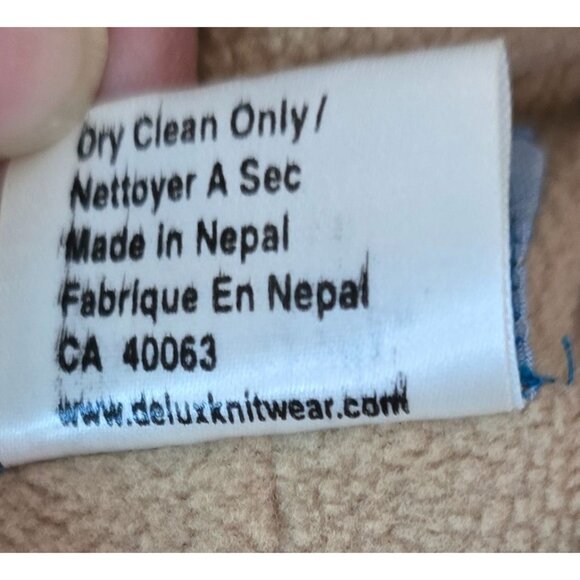 Dry Clean Only/
Nettoyer A Sec
Made in Nepal
Fabrique En Nepal
CA 40063
www.deluxknitwear.com